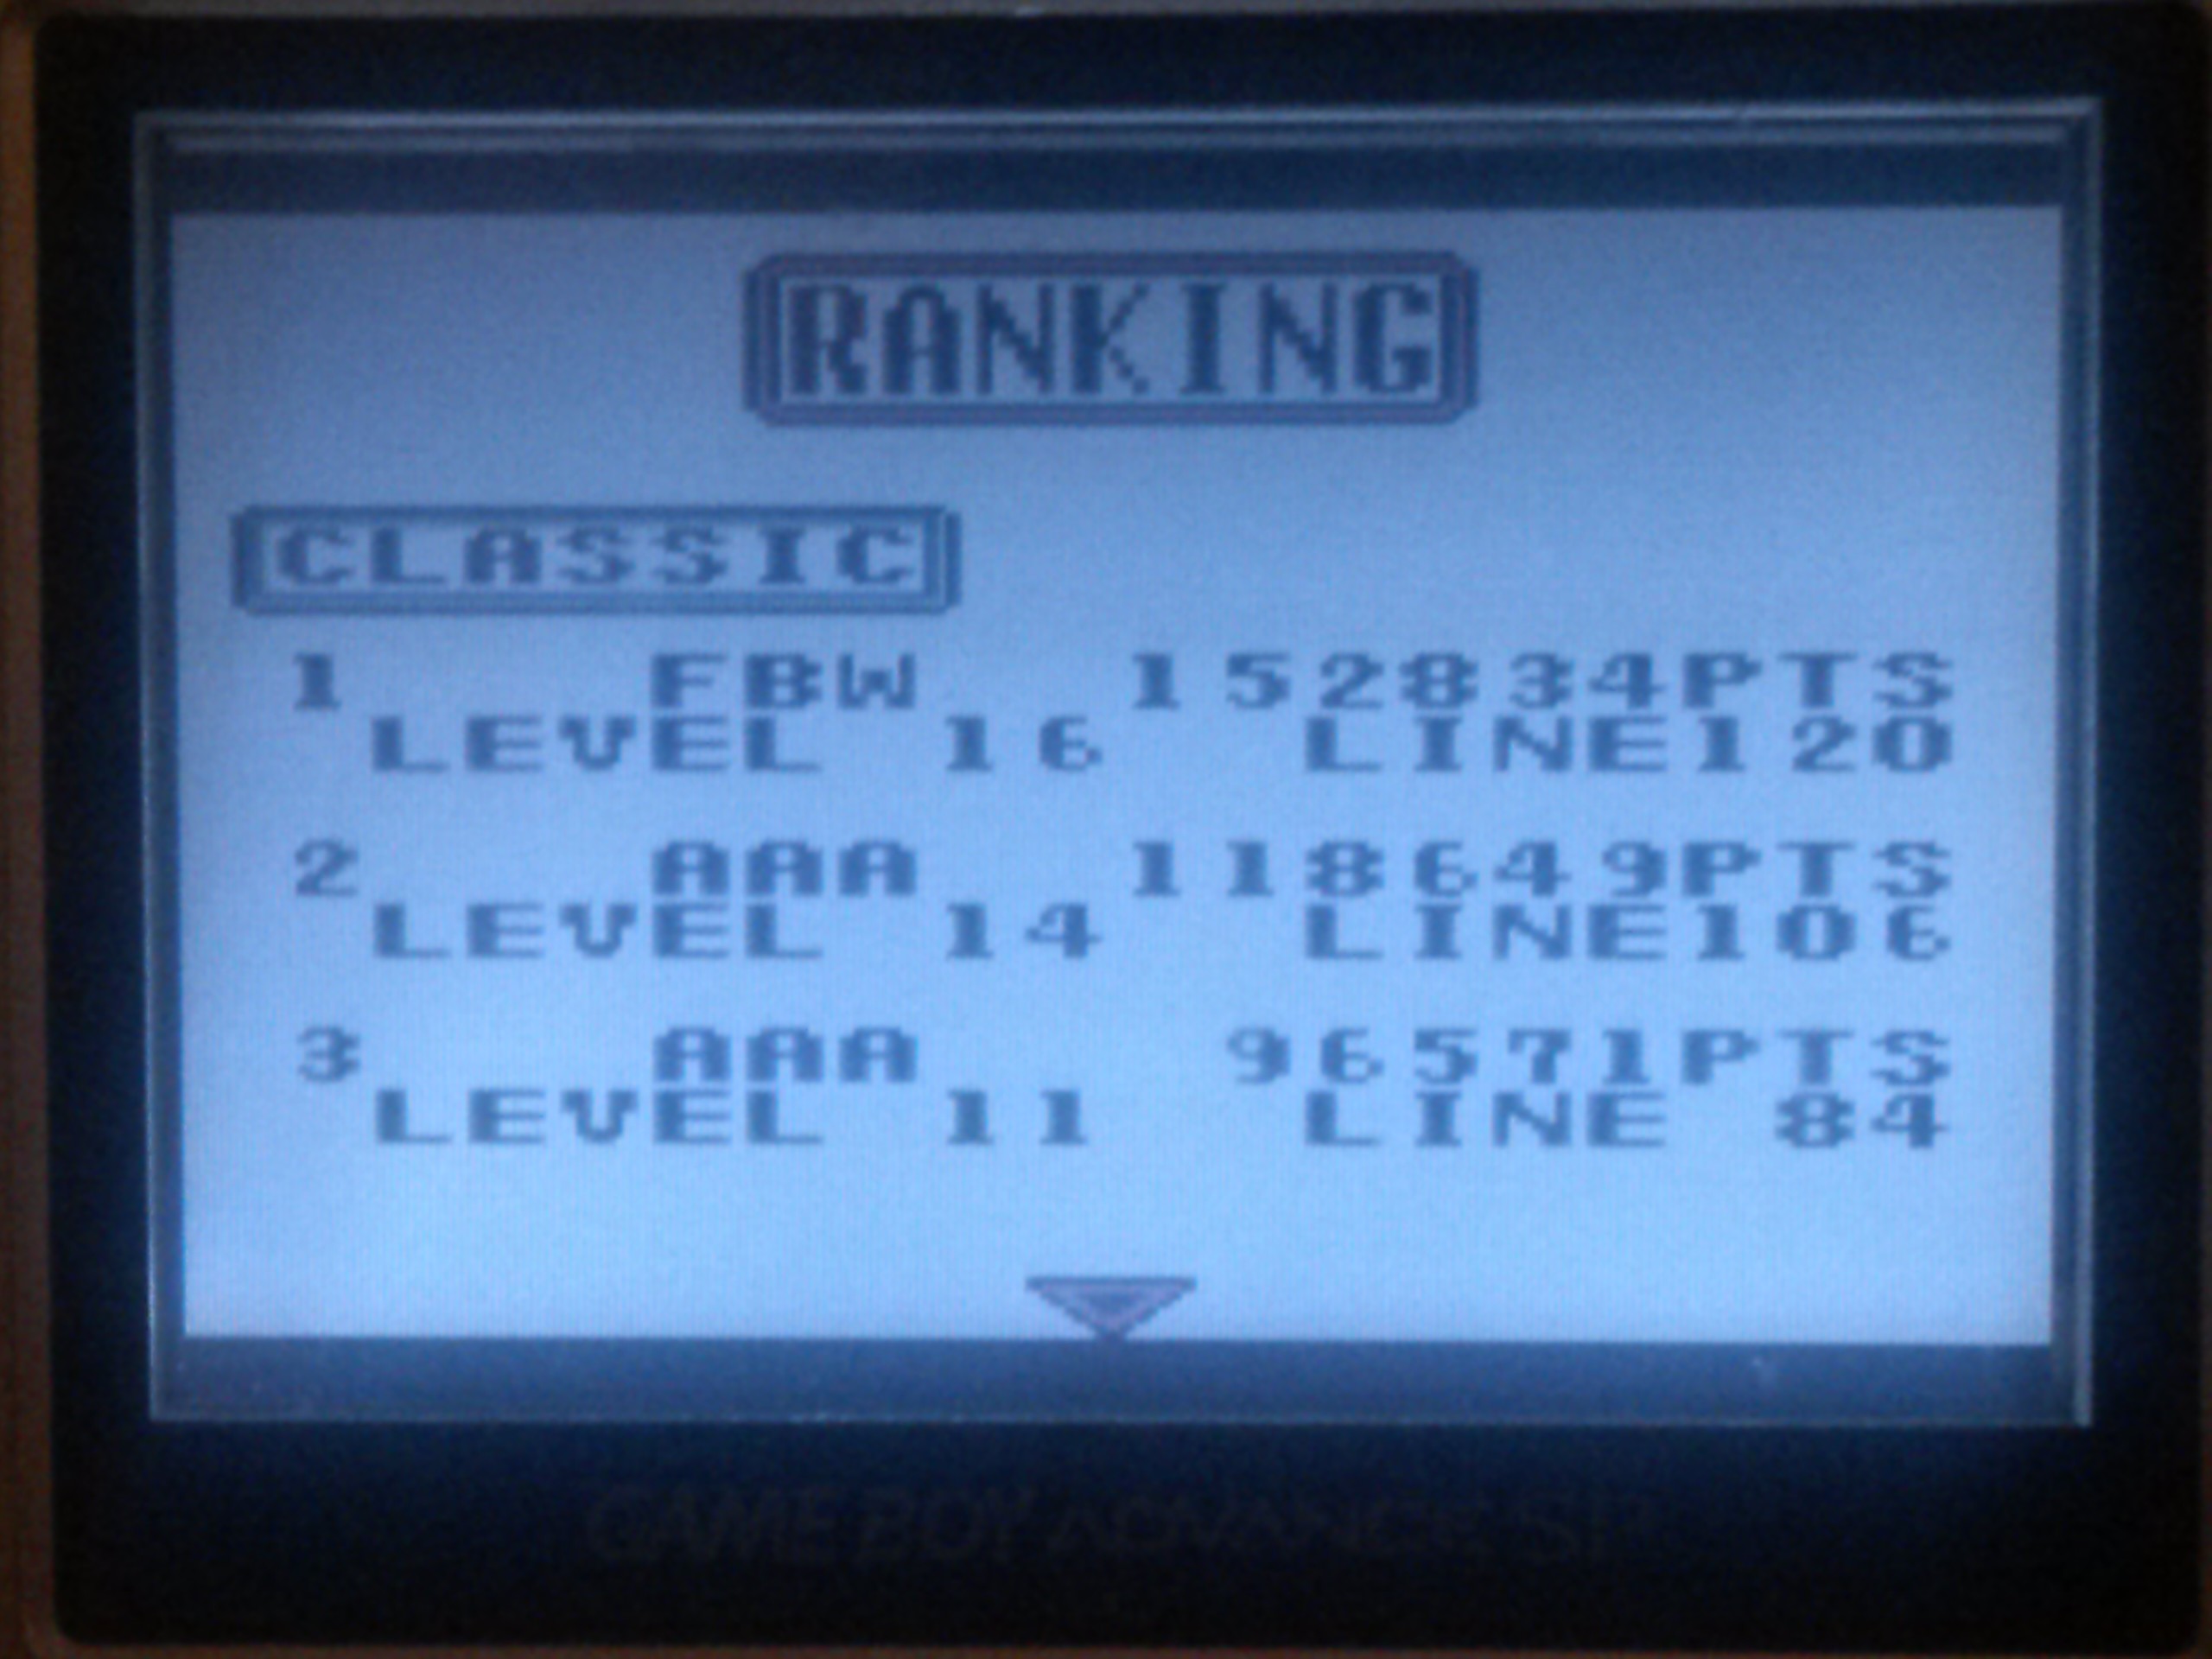 RANKING
CLASSIC
1 FBW 152834PTS
LEVEL 16 LINE120
2 AAA 118649PTS
LEVEL 14 LINE106
3 AAA 96571PTS
LEVEL 11 LINE 84
GAME BOY ADVANCE SP